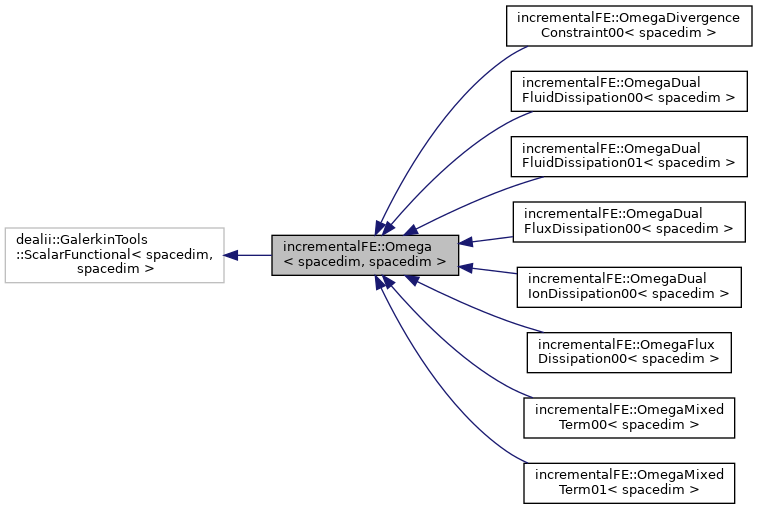 dealii::GalerkinTools
::ScalarFunctional< spacedim,
spacedim >
incrementalFE::Omega
< spacedim, spacedim >
incrementalFE::OmegaDivergence
Constraint00< spacedim >
incrementalFE::OmegaDual
FluidDissipation00< spacedim >
incrementalFE::OmegaDual
FluidDissipation01< spacedim >
incrementalFE::OmegaDual
FluxDissipation00< spacedim >
incrementalFE::OmegaDual
IonDissipation00< spacedim >
incrementalFE::OmegaFlux
Dissipation00< spacedim >
incrementalFE::OmegaMixed
Term00< spacedim >
incrementalFE::OmegaMixed
Term01< spacedim >